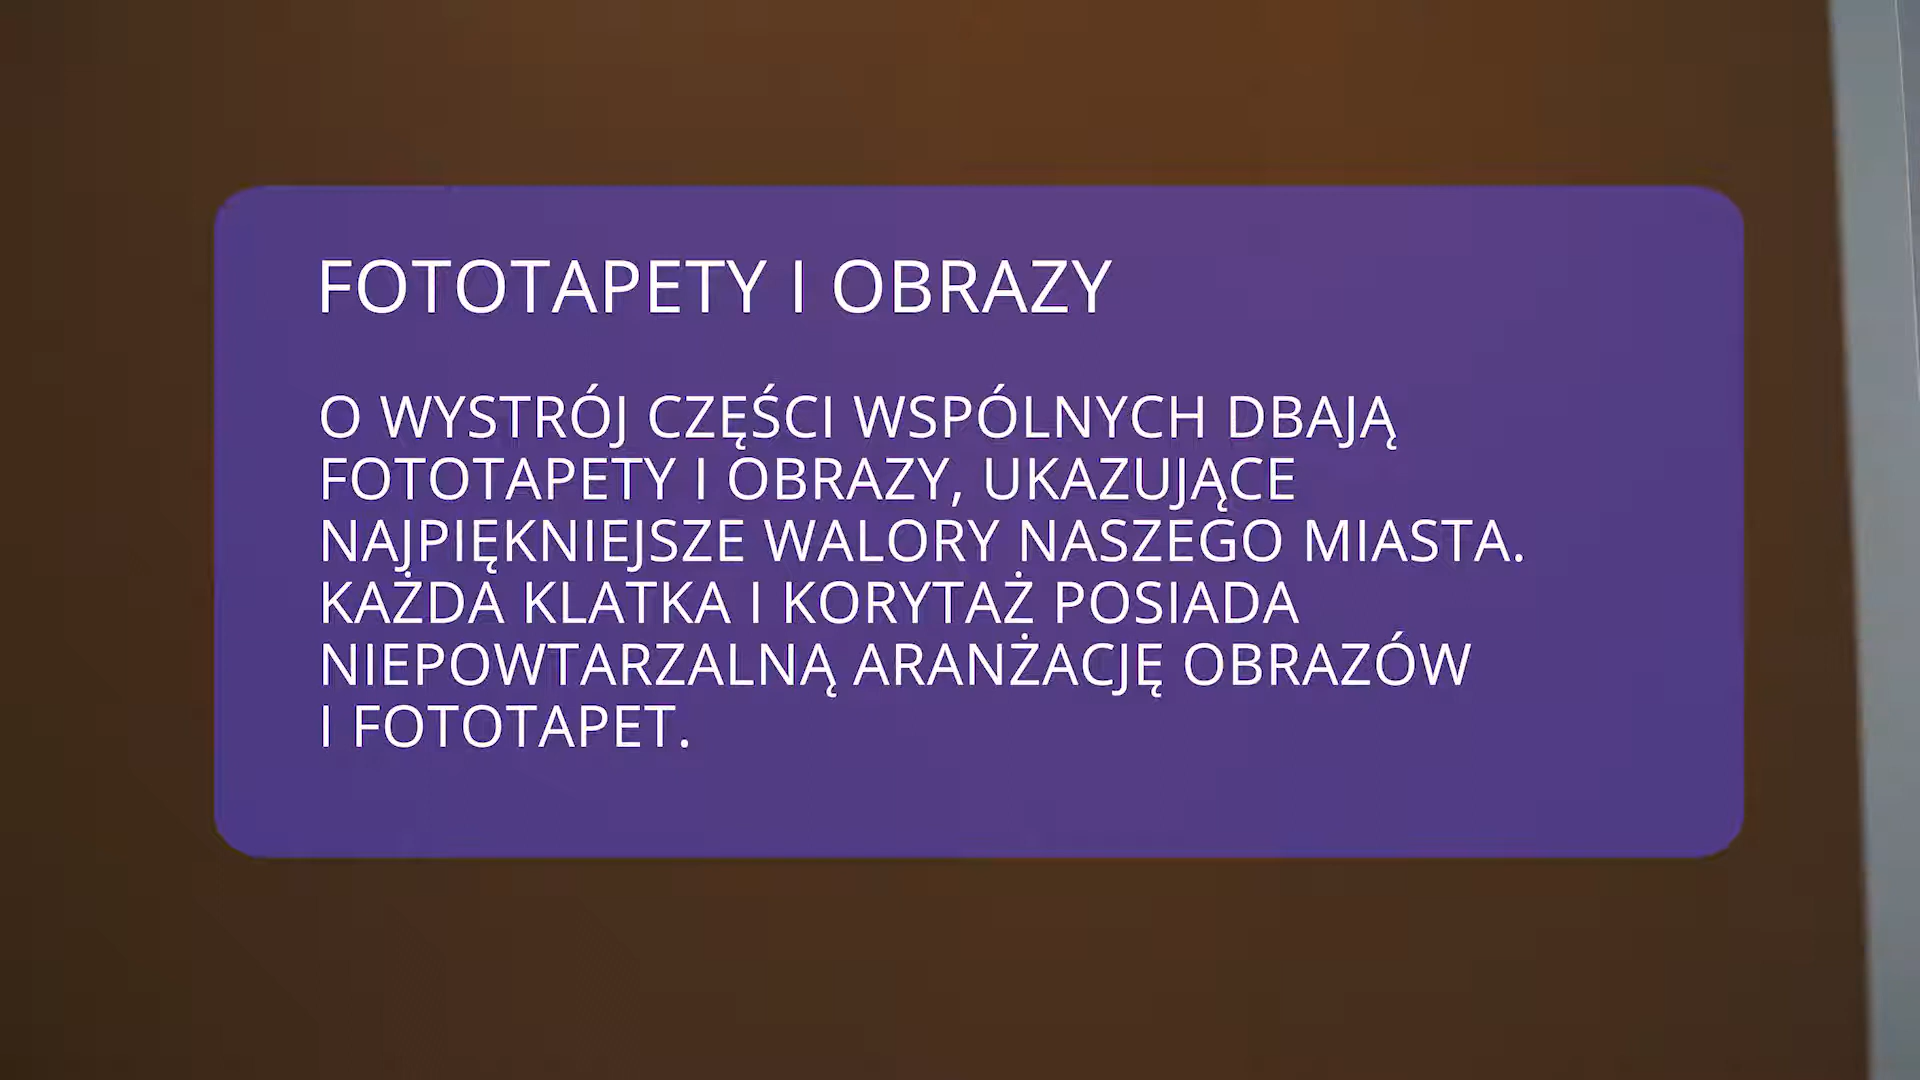 FOTOTAPETY I OBRAZY
O WYSTRÓJ CZĘŚCI WSPÓLNYCH DBAJĄ
FOTOTAPETY I OBRAZY, UKAZUJĄCE
NAJPIĘKNIEJSZE WALORY NASZEGO MIASTA.
KAŻDA KLATKA I KORYTAŻ POSIADA
NIEPOWTARZALNĄ ARANŻACJĘ OBRAZÓW
I FOTOTAPET.